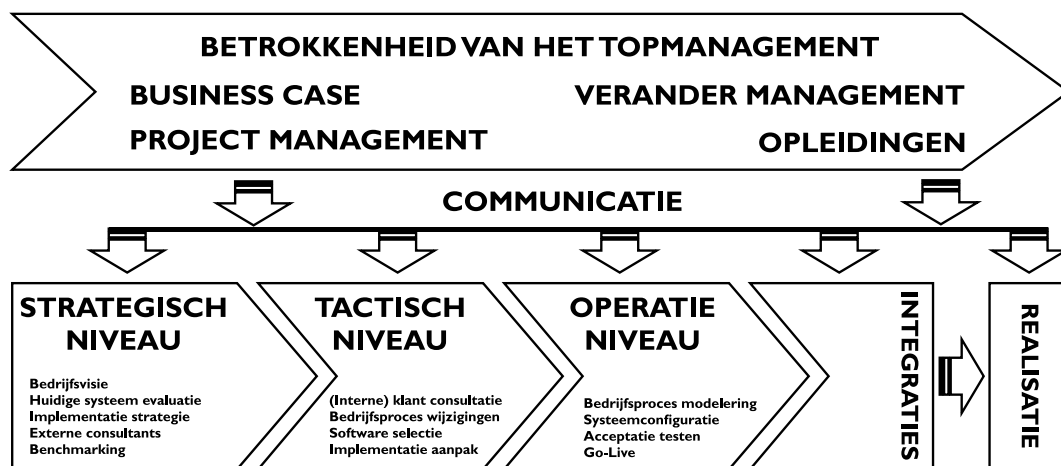 BETROKKENHEID VAN HET TOPMANAGEMENT
BUSINESS CASE
VERANDER MANAGEMENT
PROJECT MANAGEMENT
OPLEIDINGEN
COMMUNICATIE
STRATEGISCH
NIVEAU
Bedrijfsvisie
Huidige systeem evaluatie
Implementatie strategie
Externe consultants
Benchmarking
TACTISCH
NIVEAU
(Interne) klant consultatie
Bedrijfsproces wijzigingen
Software selectie
Implementatie aanpak
OPERATIE
NIVEAU
Bedrijfsproces modelering
Systeemconfiguratie
Acceptatie testen
Go-Live
INTEGRATIES
REALISATIE